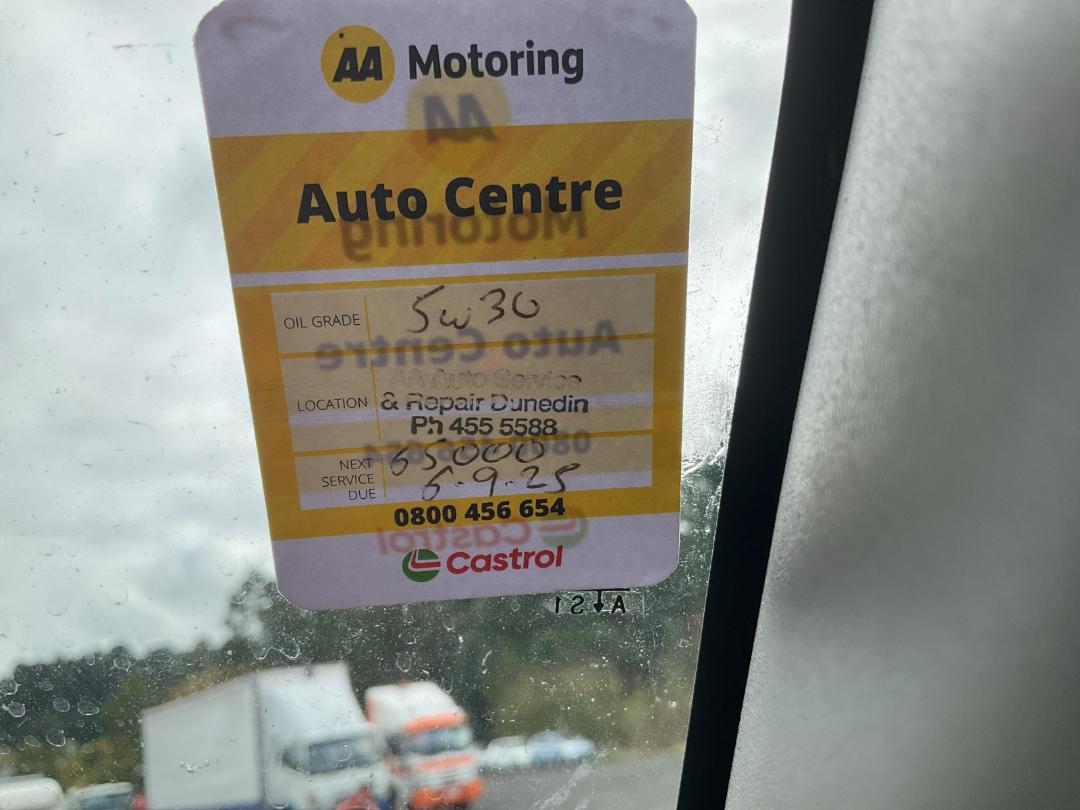 AA Motoring
Auto Centre
OIL GRADE 5w30
LOCATION AA Auto Service
& Repair Dunedin
Ph 455 5588
NEXT SERVICE DUE 65000
6-9-25
0800 456 654
Castrol
AS1